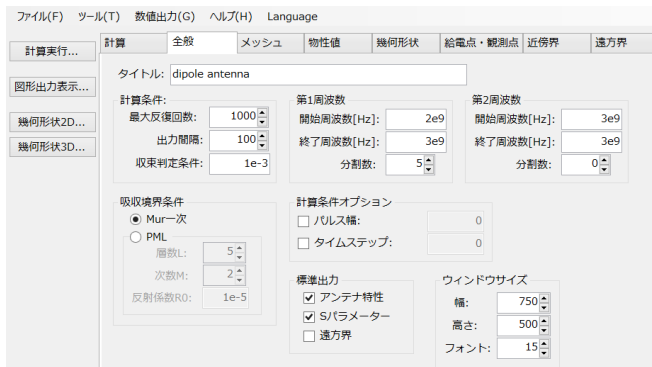 ファイル(F) ツール(T) 数値出力(G) ヘルプ(H) Language
計算実行...
図形出力表示...
幾何形状2D...
幾何形状3D...
計算 全般 メッシュ 物性値 幾何形状 給電点・観測点 近傍界 遠方界
タイトル: dipole antenna
計算条件:
最大反復回数: 1000
出力間隔: 100
収束判定条件: 1e-3
第1周波数
開始周波数[Hz]: 2e9
終了周波数[Hz]: 3e9
分割数: 5
第2周波数
開始周波数[Hz]: 3e9
終了周波数[Hz]: 3e9
分割数: 0
吸収境界条件
Mur一次
PML
層数L: 5
次数M: 2
反射係数R0: 1e-5
計算条件オプション
パルス幅: 0
タイムステップ: 0
標準出力
アンテナ特性
Sパラメーター
遠方界
ウィンドウサイズ
幅: 750
高さ: 500
フォント: 15